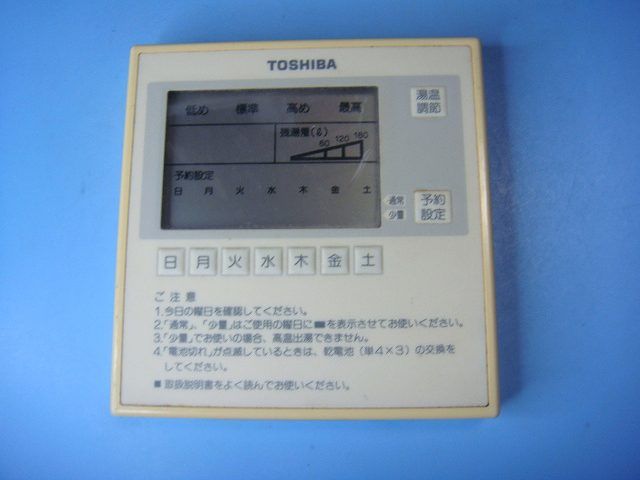 TOSHIBA
低め 標準 高め 最高
湯温調節
残湯量(ℓ)
60 120 180
予約設定
日 月 火 水 木 金 土
通常
少量
予約設定
日 月 火 水 木 金 土
ご注意
1.今日の曜日を確認してください。
2.「通常」、「少量」はご使用の曜日に■を表示させてお使いください。
3.「少量」でお使いの場合、高温出湯できません。
4.「電池切れ」が点滅しているときは、乾電池（単4×3）の交換を
してください。
■取扱説明書をよく読んでお使いください。